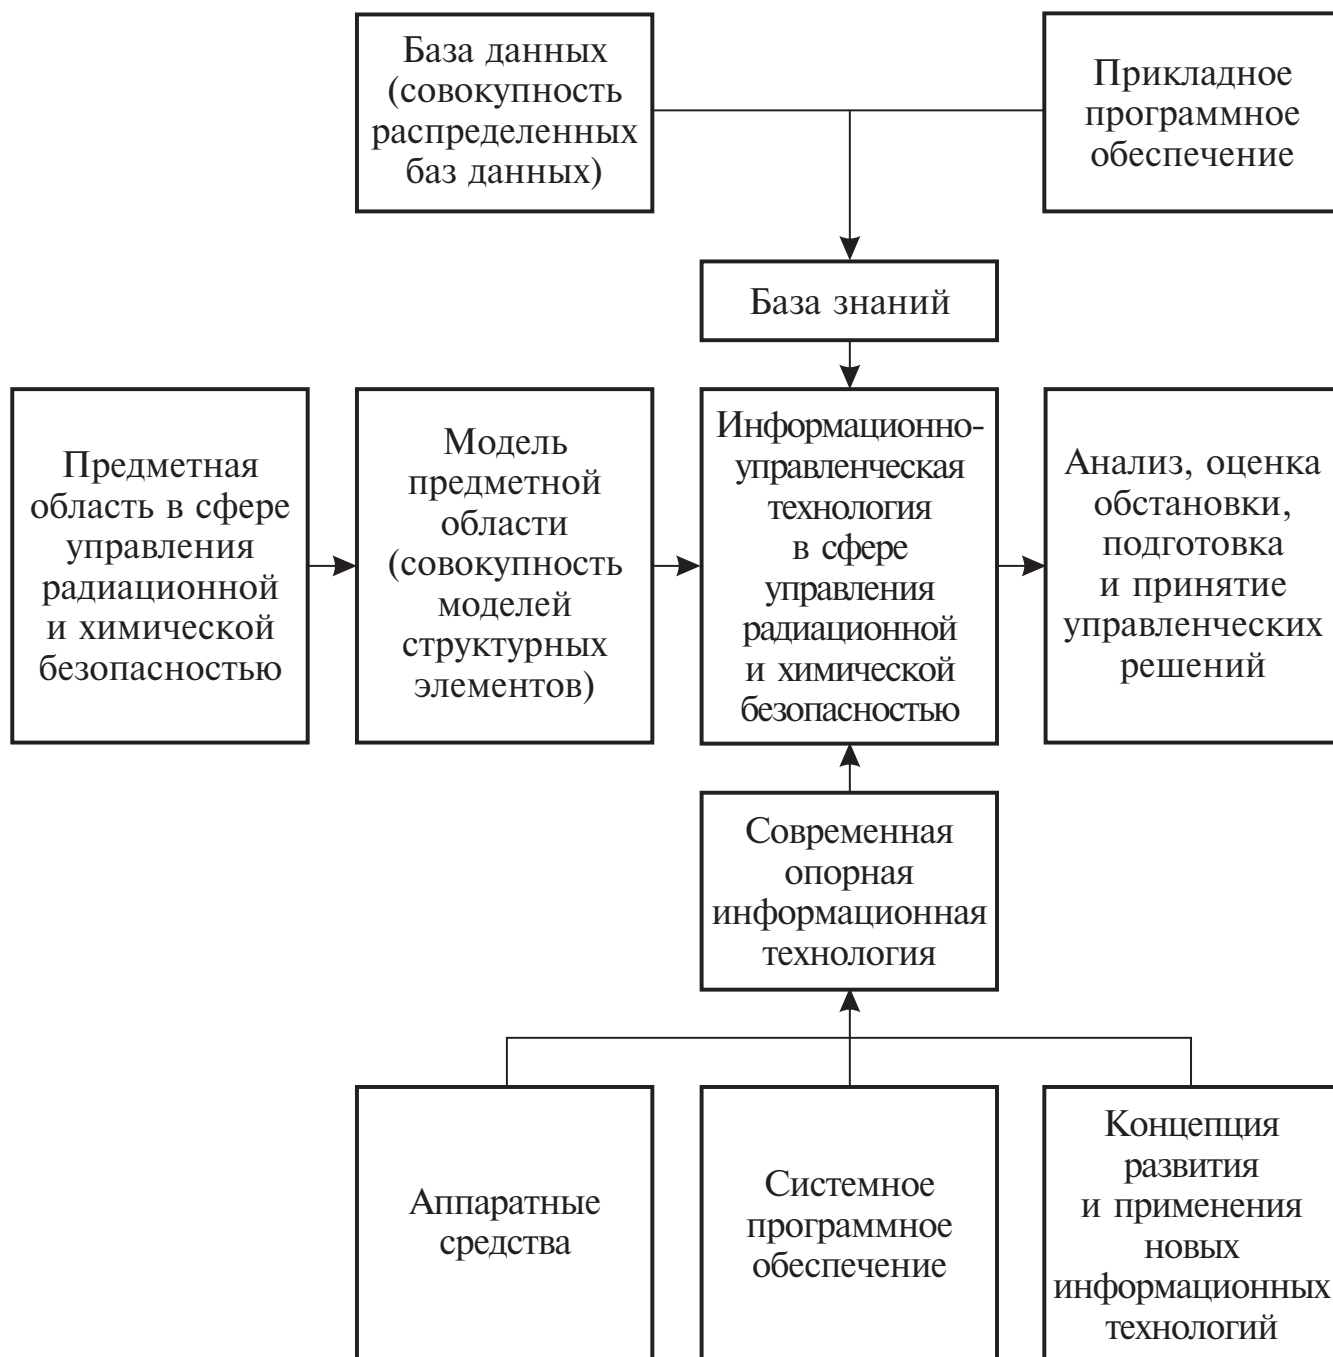 База данных
(совокупность
распределенных
баз данных)
Прикладное
программное
обеспечение
База знаний
Предметная
область в сфере
управления
радиационной
и химической
безопасностью
Модель
предметной
области
(совокупность
моделей
структурных
элементов)
Информационно-
управленческая
технология
в сфере
управления
радиационной
и химической
безопасностью
Анализ, оценка
обстановки,
подготовка
и принятие
управленческих
решений
Современная
опорная
информационная
технология
Аппаратные
средства
Системное
программное
обеспечение
Концепция
развития
и применения
новых
информационных
технологий